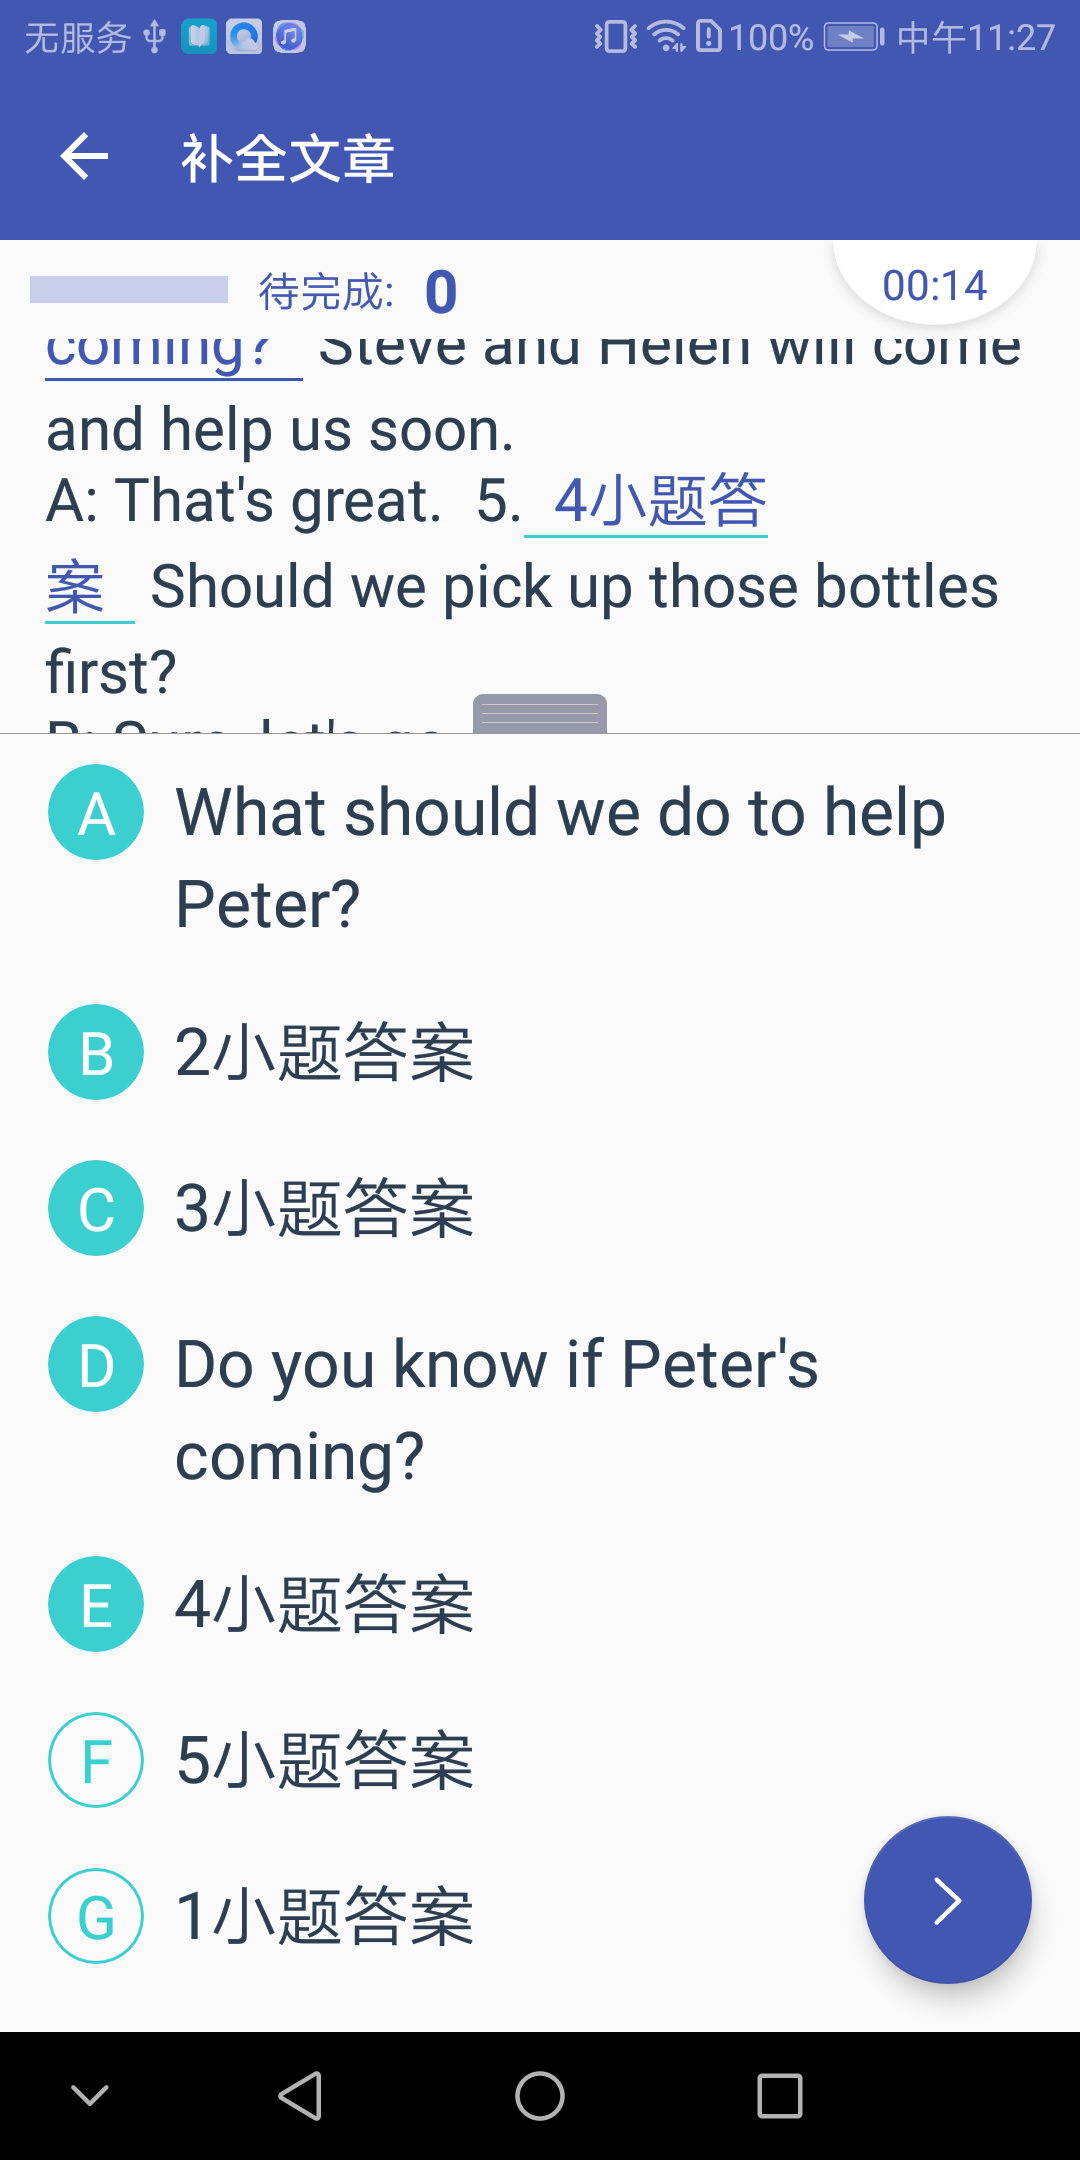 无服务 100% 中午11:27
补全文章
待完成: 0 00:14
coming? Steve and Helen will come
and help us soon.
A: That's great. 5. 4小题答
案 Should we pick up those bottles
first?
B: Sure, let's go
A What should we do to help
Peter?
B 2小题答案
C 3小题答案
D Do you know if Peter's
coming?
E 4小题答案
F 5小题答案
G 1小题答案